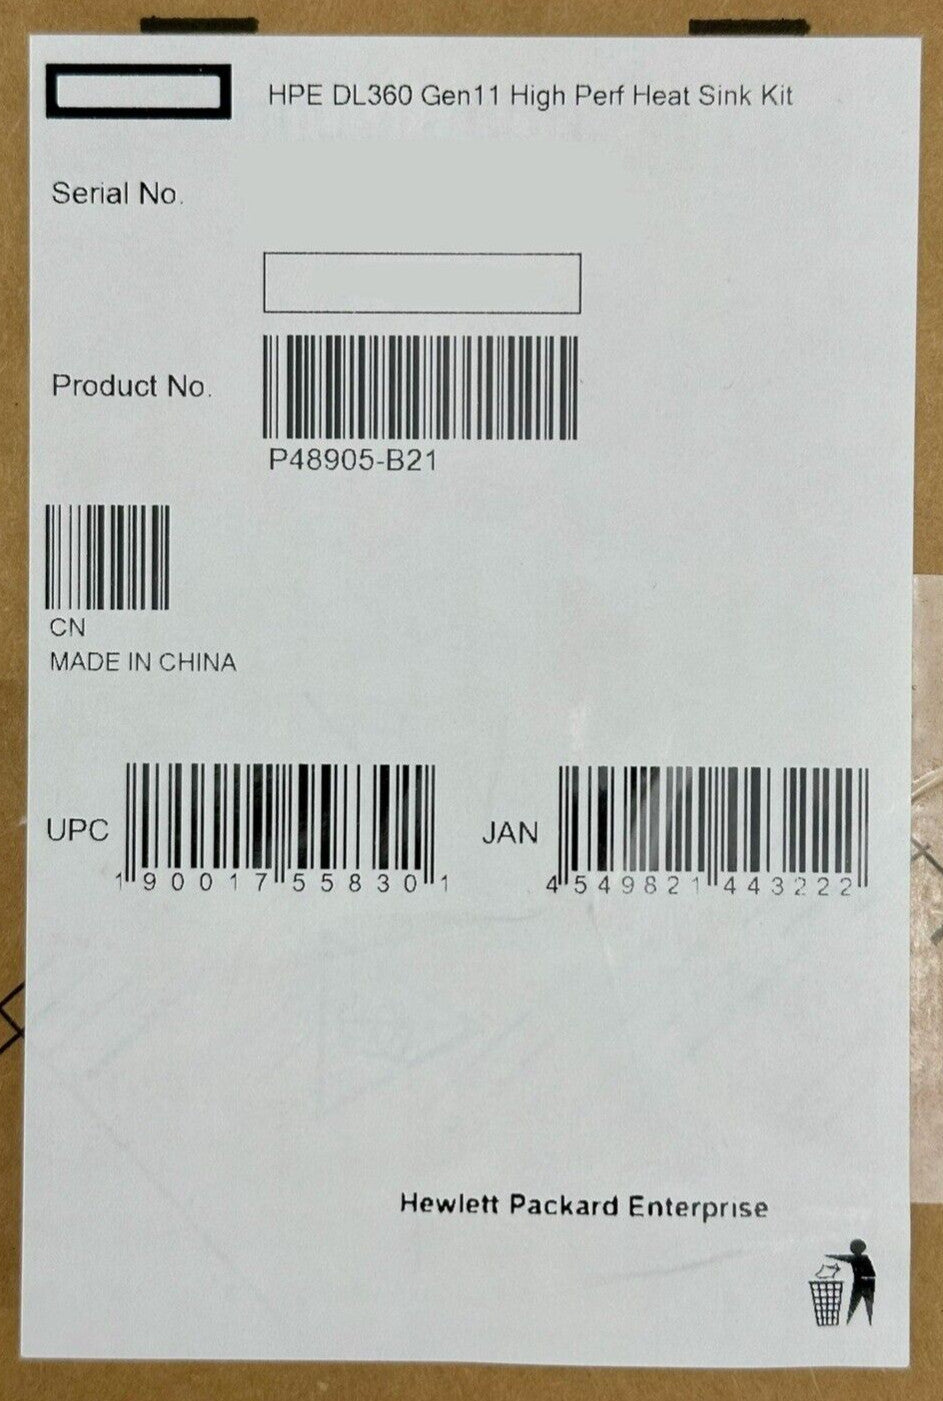 HPE DL360 Gen11 High Perf Heat Sink Kit
Serial No.
Product No.
P48905-B21
CN
MADE IN CHINA
UPC
1 90017 55830 1
JAN
4 549821 443222
Hewlett Packard Enterprise